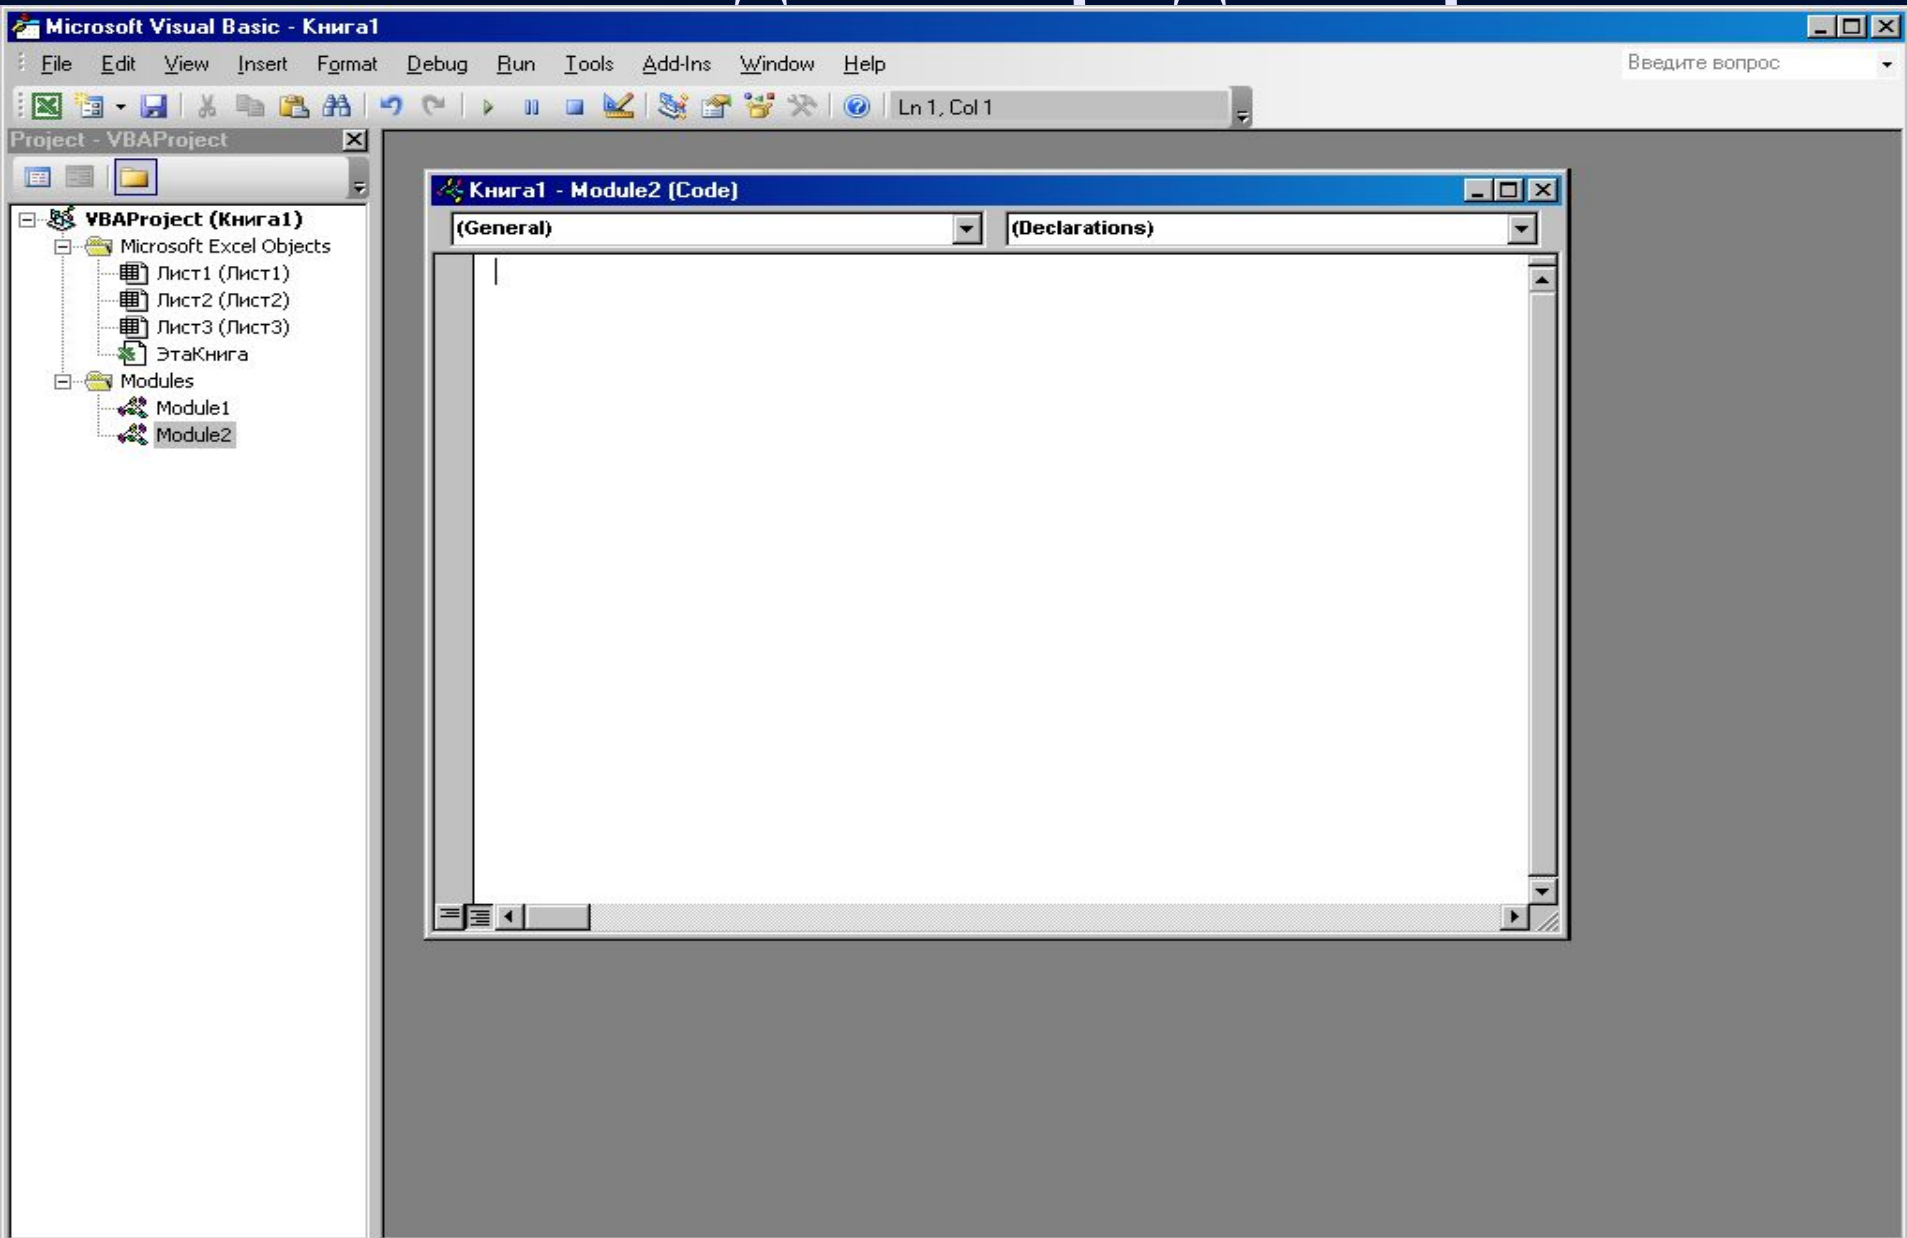 Microsoft Visual Basic - Книга1
File Edit View Insert Format Debug Run Tools Add-Ins Window Help Введите вопрос
Ln 1, Col 1
Project - VBAProject
VBAProject (Книга1)
Microsoft Excel Objects
Лист1 (Лист1)
Лист2 (Лист2)
Лист3 (Лист3)
ЭтаКнига
Modules
Module1
Module2
Книга1 - Module2 (Code)
(General) (Declarations)